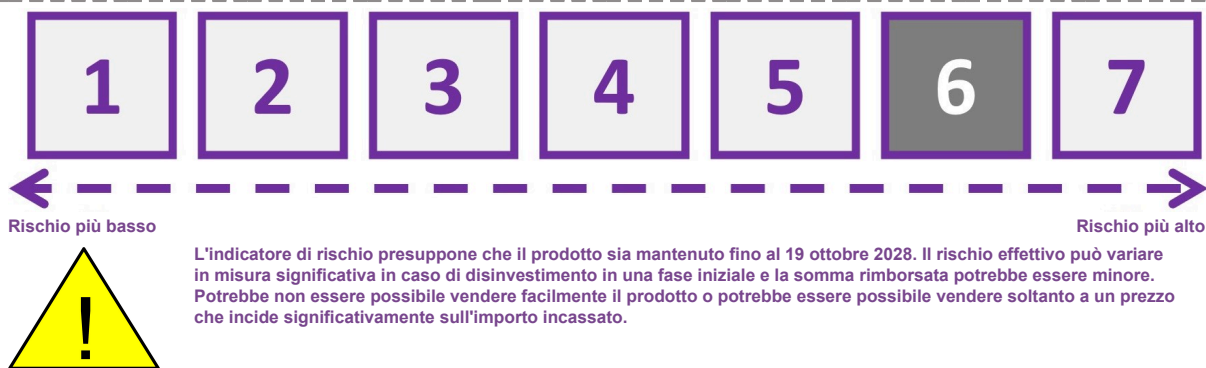 1 2 3 4 5 6 7
Rischio più basso Rischio più alto
L'indicatore di rischio presuppone che il prodotto sia mantenuto fino al 19 ottobre 2028. Il rischio effettivo può variare
in misura significativa in caso di disinvestimento in una fase iniziale e la somma rimborsata potrebbe essere minore.
Potrebbe non essere possibile vendere facilmente il prodotto o potrebbe essere possibile vendere soltanto a un prezzo
che incide significativamente sull'importo incassato.
!